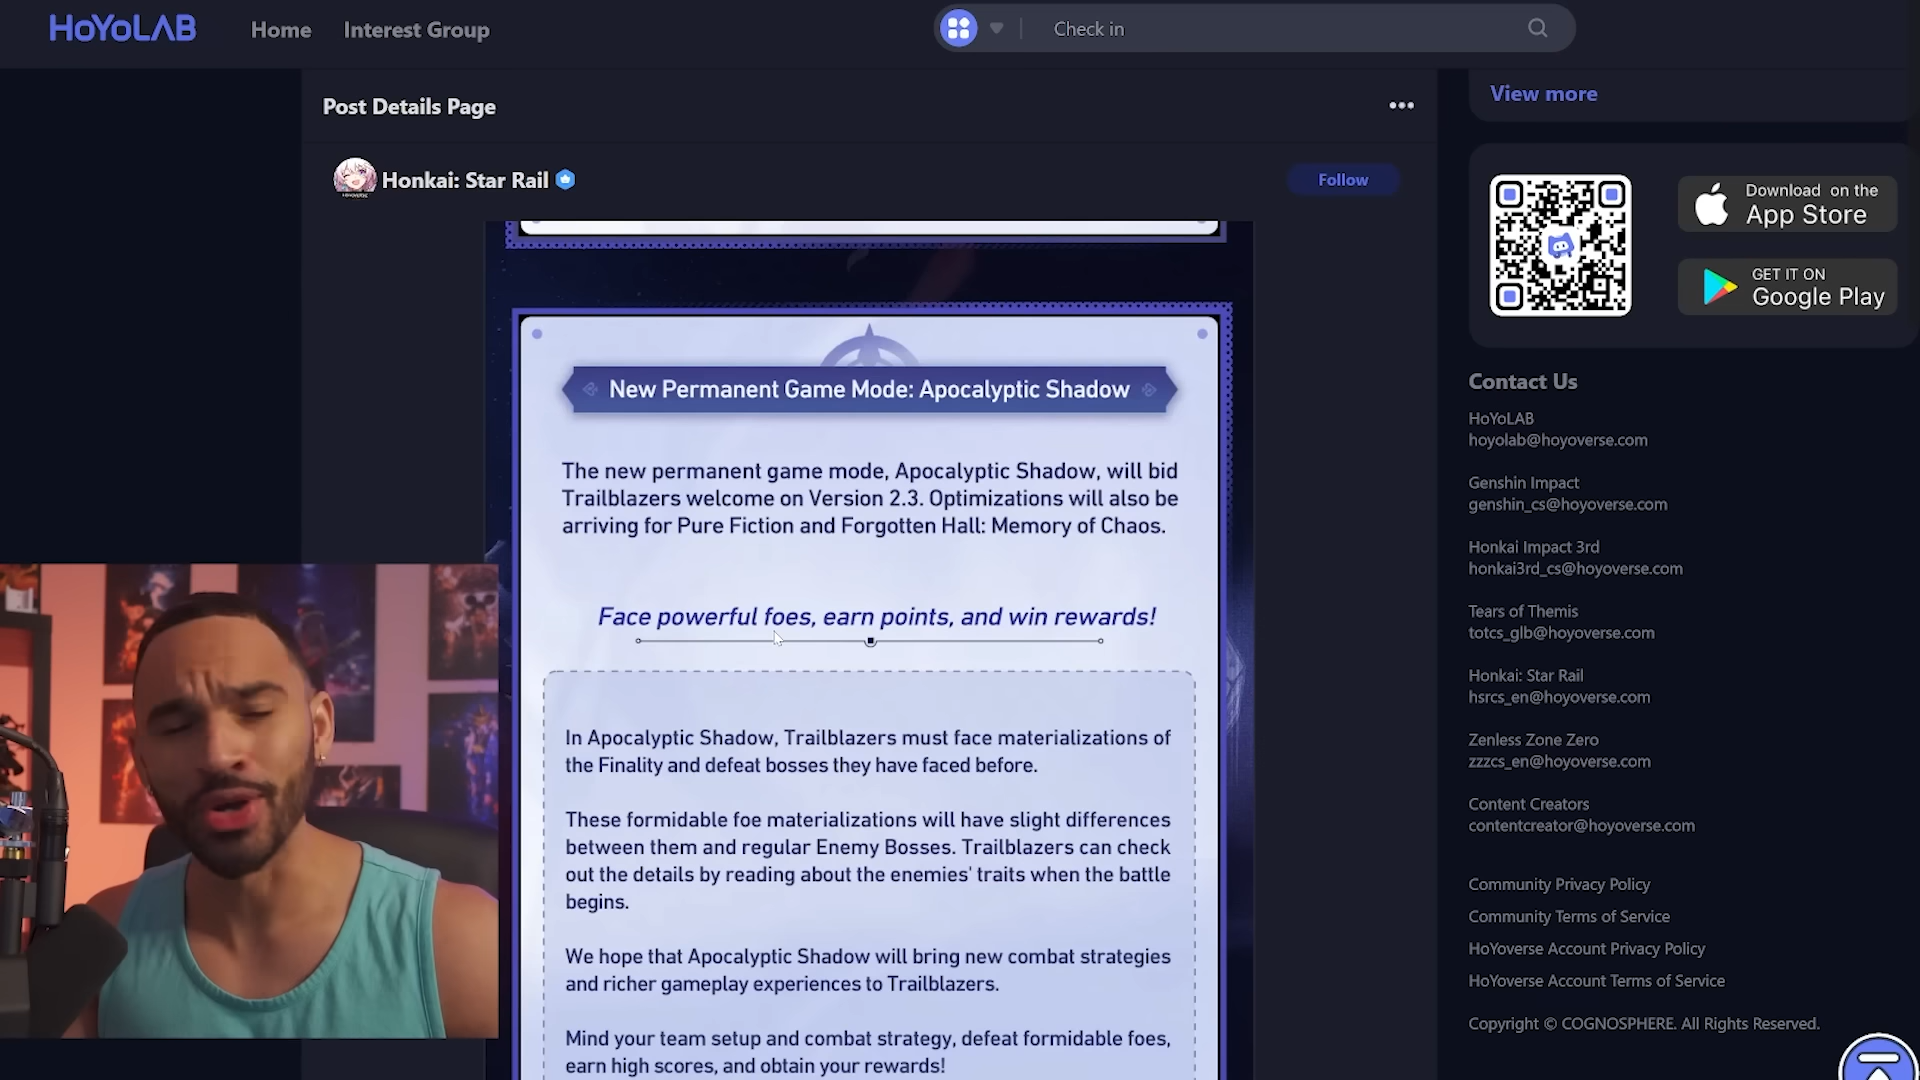 HoYoLAB
Home
Interest Group
Check in
Post Details Page
Honkai: Star Rail
Follow
New Permanent Game Mode: Apocalyptic Shadow
The new permanent game mode, Apocalyptic Shadow, will bid
Trailblazers welcome on Version 2.3. Optimizations will also be
arriving for Pure Fiction and Forgotten Hall: Memory of Chaos.
Face powerful foes, earn points, and win rewards!
In Apocalyptic Shadow, Trailblazers must face materializations of
the Finality and defeat bosses they have faced before.
These formidable foe materializations will have slight differences
between them and regular Enemy Bosses. Trailblazers can check
out the details by reading about the enemies' traits when the battle
begins.
We hope that Apocalyptic Shadow will bring new combat strategies
and richer gameplay experiences to Trailblazers.
Mind your team setup and combat strategy, defeat formidable foes,
earn high scores, and obtain your rewards!
View more
Download on the
App Store
GET IT ON
Google Play
Contact Us
HoYoLAB
hoyolab@hoyoverse.com
Genshin Impact
genshin_cs@hoyoverse.com
Honkai Impact 3rd
honkai3rd_cs@hoyoverse.com
Tears of Themis
totcs_glb@hoyoverse.com
Honkai: Star Rail
hsrcs_en@hoyoverse.com
Zenless Zone Zero
zzzcs_en@hoyoverse.com
Content Creators
contentcreator@hoyoverse.com
Community Privacy Policy
Community Terms of Service
HoYoverse Account Privacy Policy
HoYoverse Account Terms of Service
Copyright © COGNOSPHERE. All Rights Reserved.